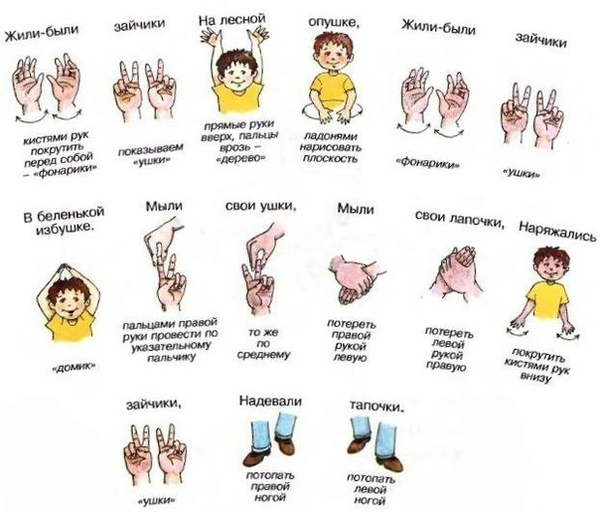 Жили-были
зайчики
На лесной
опушке,
Жили-были
зайчики
кистями рук
покрутить
перед собой
– «фонарики»
показываем
"ушки"
прямые руки
вверх, пальцы
врозь –
«дерево»
ладонями
нарисовать
плоскость
«фонарики»
«ушки»
В беленькой
избушке.
Мыли
свои ушки,
Мыли
свои лапочки,
Наряжались
«домик»
пальцами правой
руки провести по
указательному
пальчику
то же
по
среднему
потереть
правой
рукой
левую
потереть
левой
рукой
правую
покрутить
кистями рук
внизу
зайчики,
Надевали
тапочки.
«ушки»
потопать
правой
ногой
потопать
левой
ногой